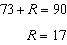 73 + R = 90
R = 17